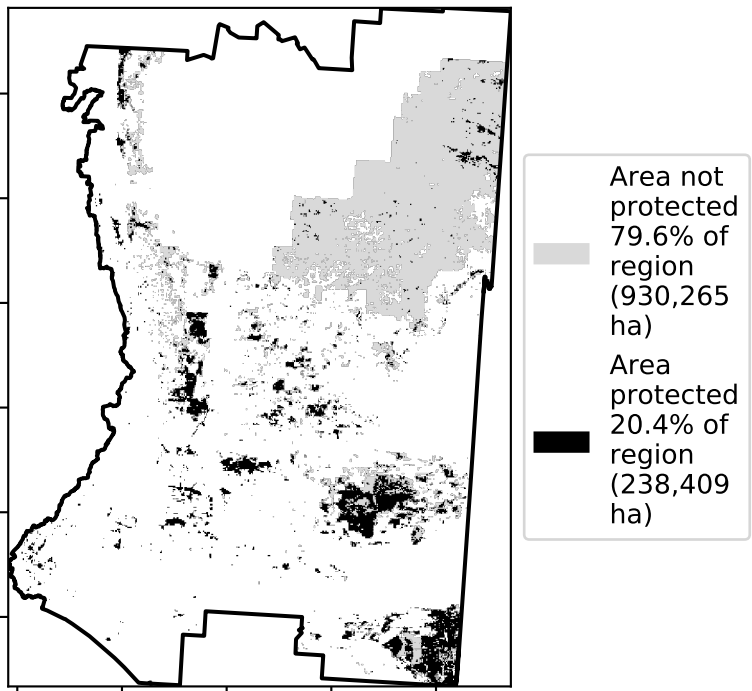 Area not
protected
79.6% of
region
(930,265
ha)
Area
protected
20.4% of
region
(238,409
ha)